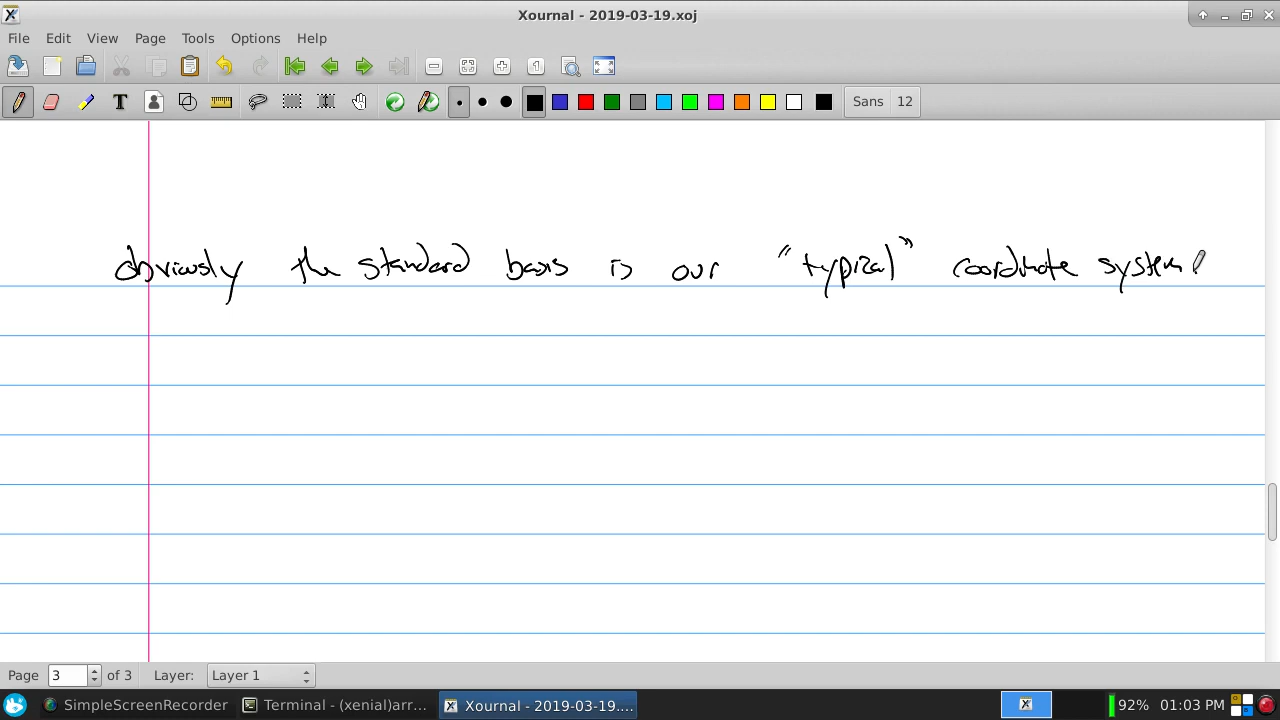 Xournal - 2019-03-19.xoj
File Edit View Page Tools Options Help
T Sans 12
obviously the standard basis is our "typical" coordinate system
Page 3 of 3 Layer: Layer 1
SimpleScreenRecorder Terminal - (xenial)arr... Xournal - 2019-03-19.... 92% 01:03 PM